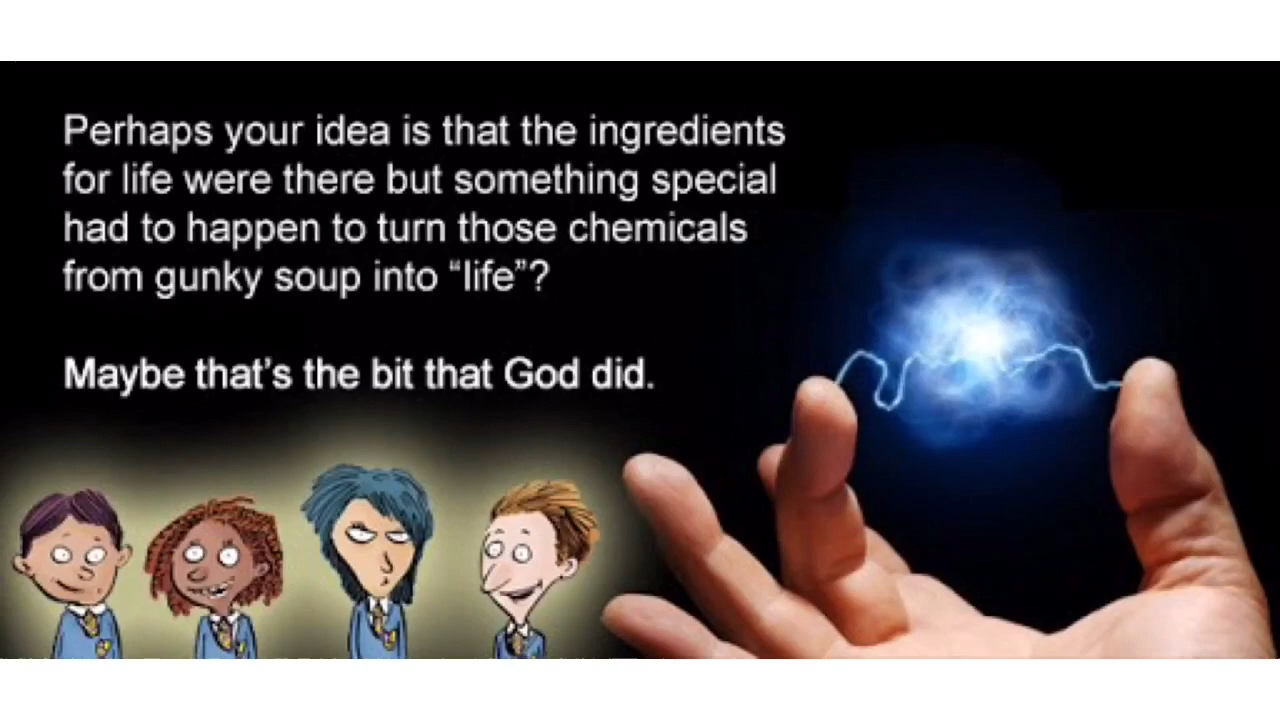 Perhaps your idea is that the ingredients
for life were there but something special
had to happen to turn those chemicals
from gunky soup into “life”?
Maybe that’s the bit that God did.